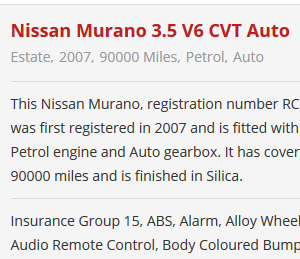 Nissan Murano 3.5 V6 CVT Auto
Estate, 2007, 90000 Miles, Petrol, Auto
This Nissan Murano, registration number RC
was first registered in 2007 and is fitted with
Petrol engine and Auto gearbox. It has cover
90000 miles and is finished in Silica.
Insurance Group 15, ABS, Alarm, Alloy Wheel
Audio Remote Control, Body Coloured Bump